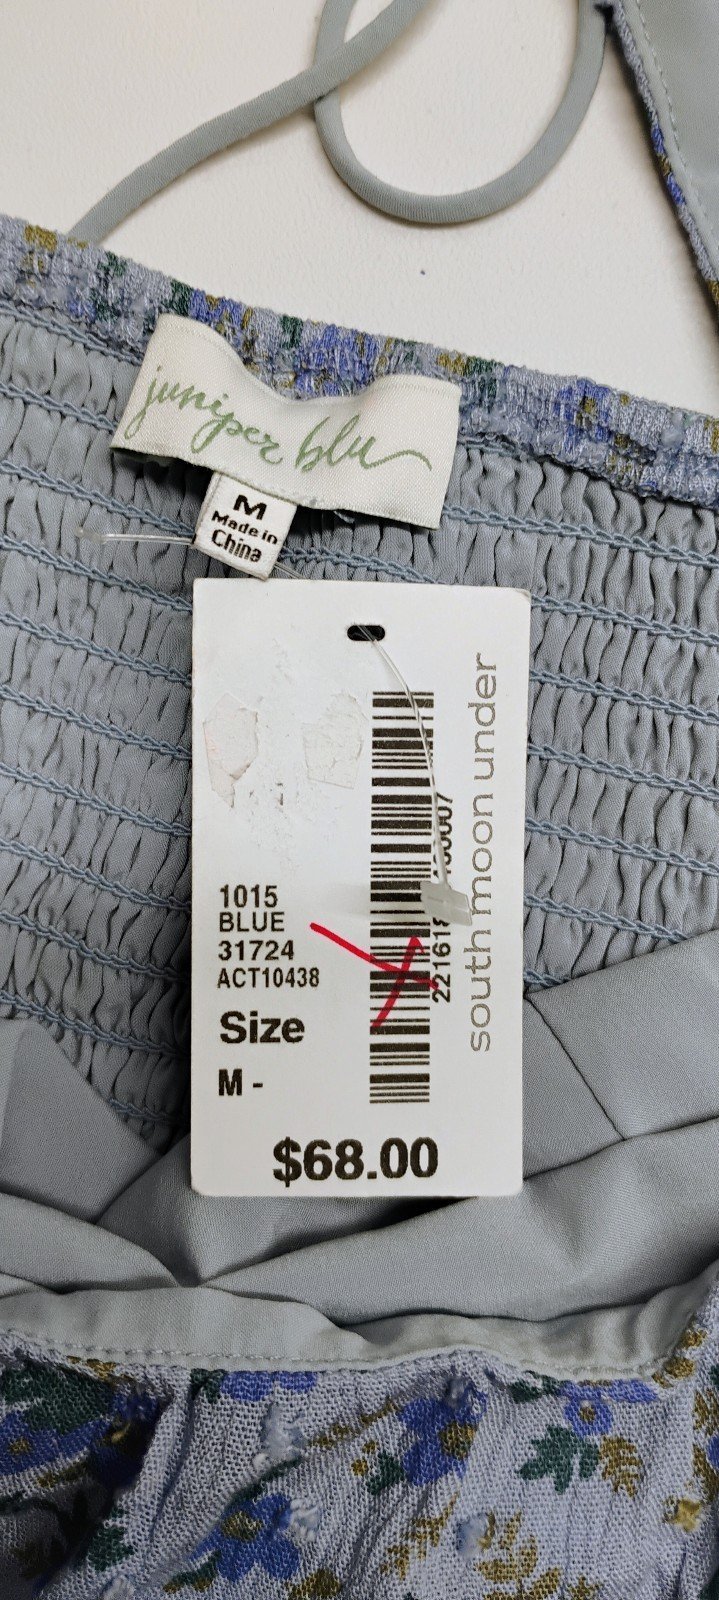 juniper blu
M
Made in
China
south moon under
1015
BLUE
31724
ACT10438
Size
M -
$68.00